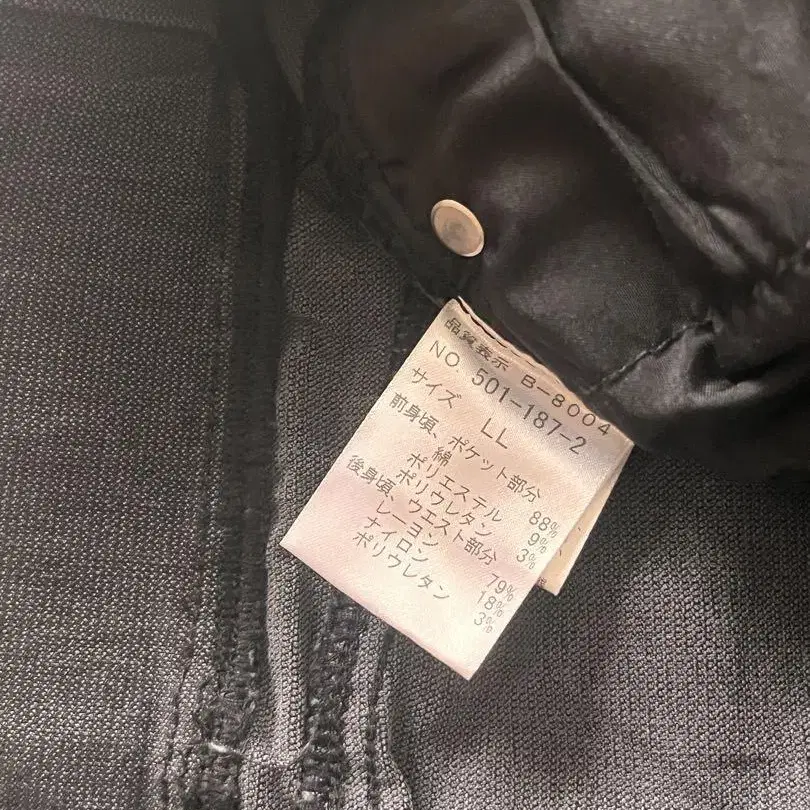 品質表示 B-8004
NO. 501-187-2
サイズ LL
前身頃、ポケット部分
綿 88%
ポリエステル 9%
ポリウレタン 3%
後身頃、ウエスト部分
レーヨン 79%
ナイロン 18%
ポリウレタン 3%